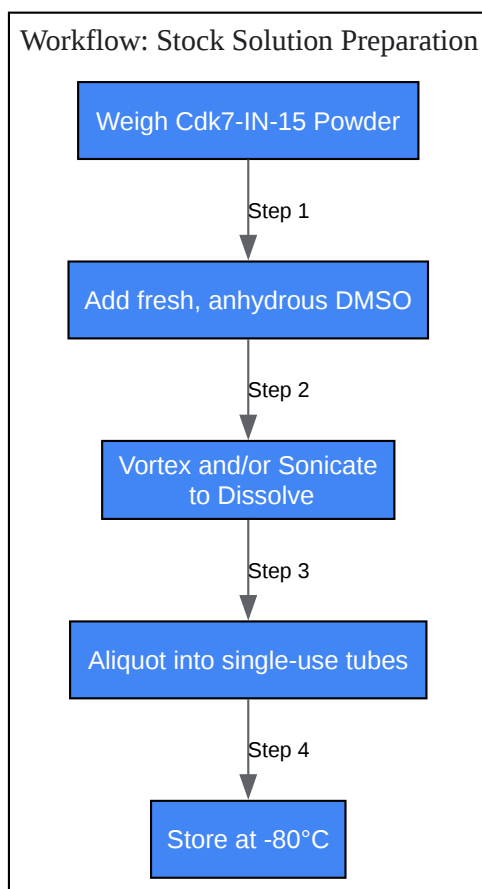 Workflow: Stock Solution Preparation
Weigh Cdk7-IN-15 Powder
Step 1
Add fresh, anhydrous DMSO
Step 2
Vortex and/or Sonicate
to Dissolve
Step 3
Aliquot into single-use tubes
Step 4
Store at -80°C